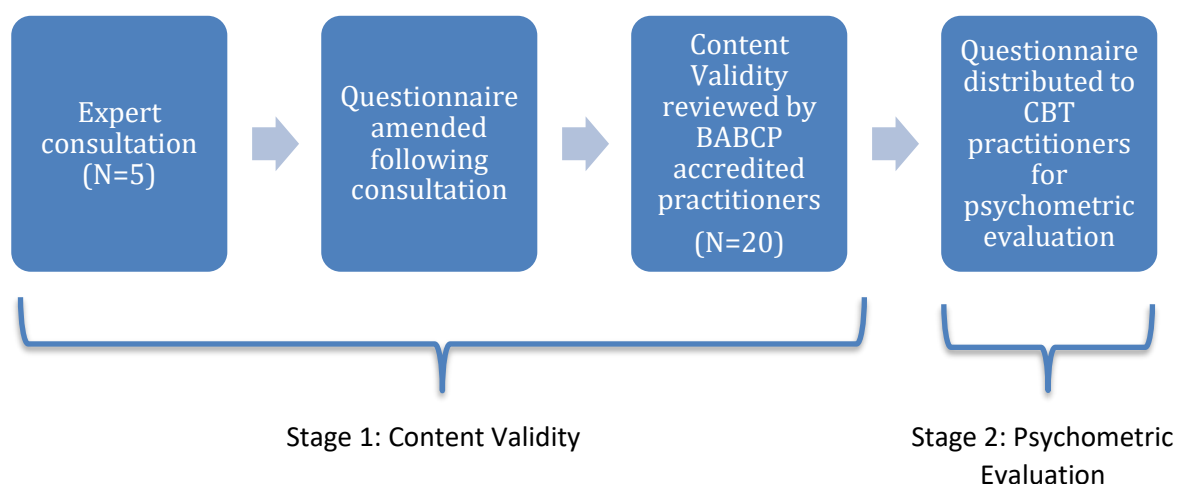 Expert
consultation
(N=5)
Questionnaire
amended
following
consultation
Content
Validity
reviewed by
BABCP
accredited
practitioners
(N=20)
Questionnaire
distributed to
CBT
practitioners
for
psychometric
evaluation
Stage 1: Content Validity
Stage 2: Psychometric
Evaluation